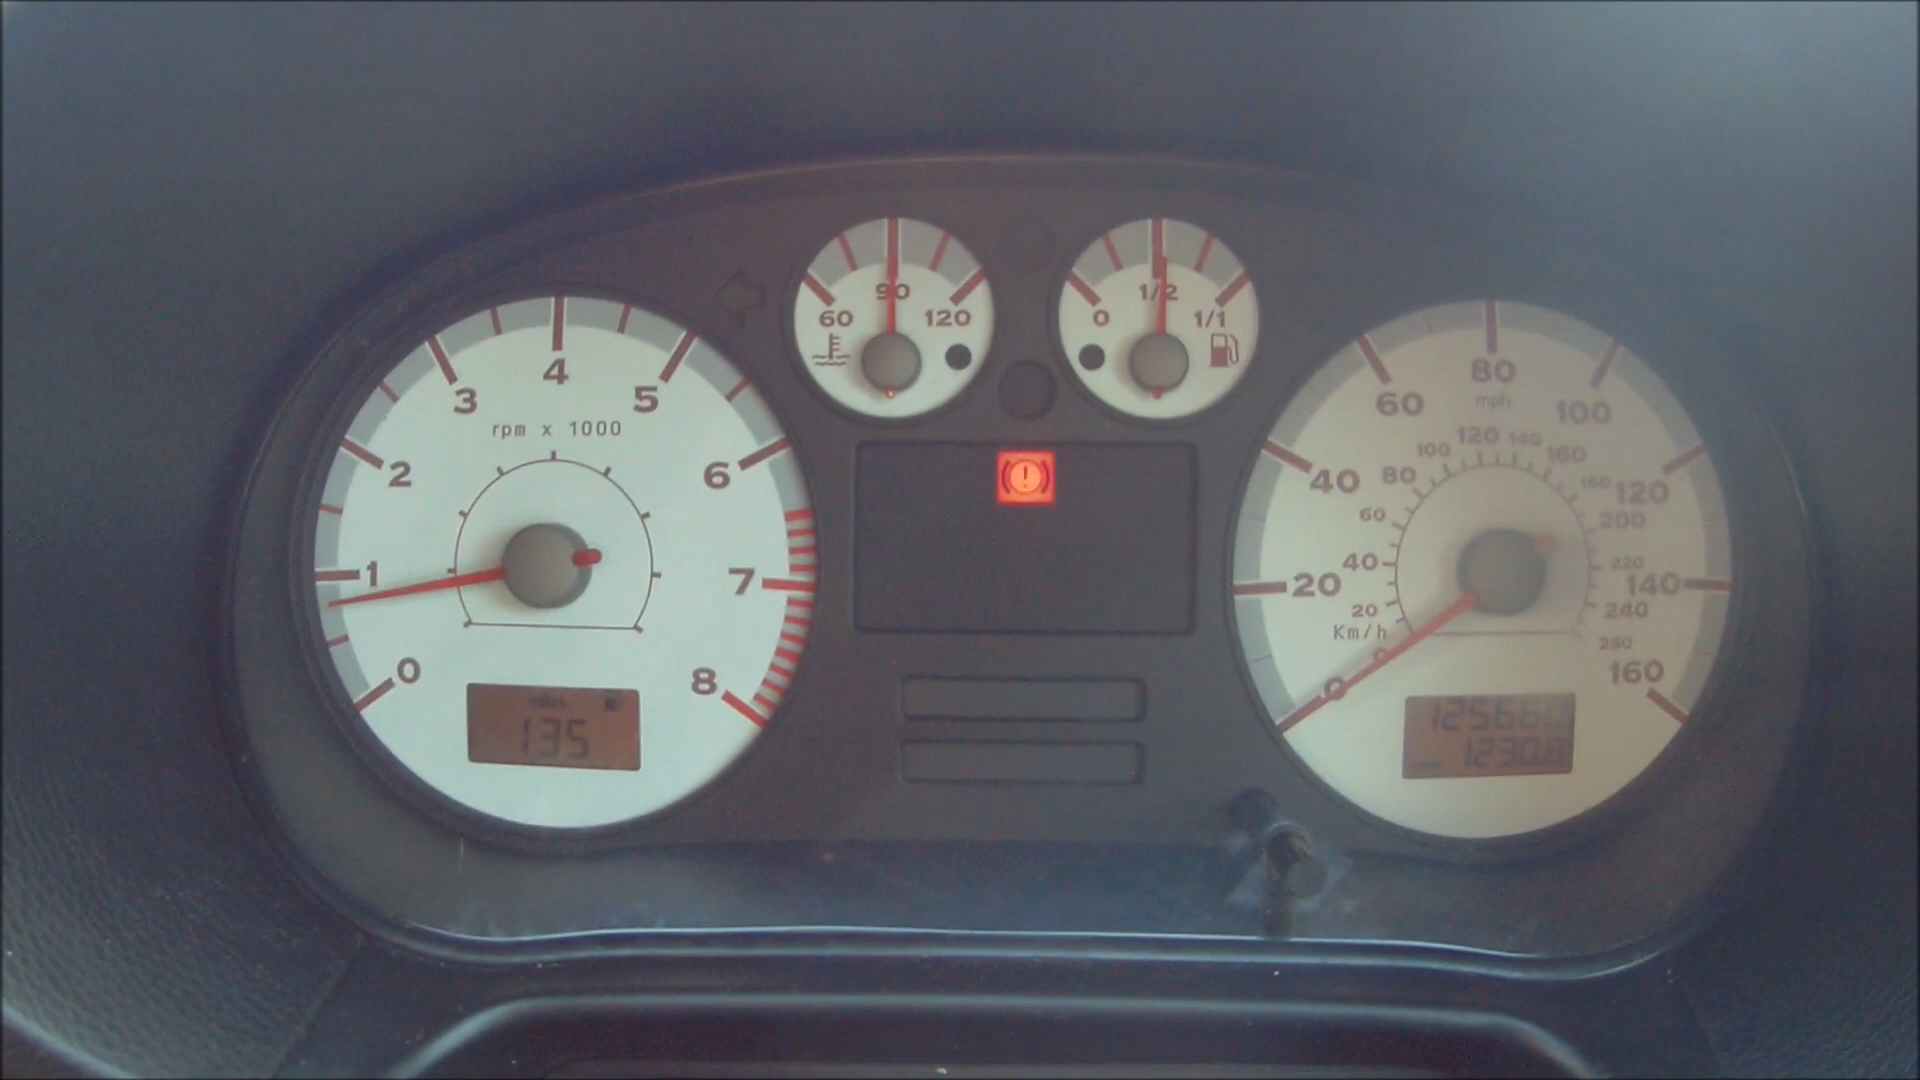 60 90 120
0 1/2 1/1
0 1 2 3 4 5 6 7 8
rpm x 1000
miles
135
!
0 20 40 60 80 100 120 140 160
mph
0 20 40 60 80 100 120 140 160 180 200 220 240 260
Km/h
125660
1230.8